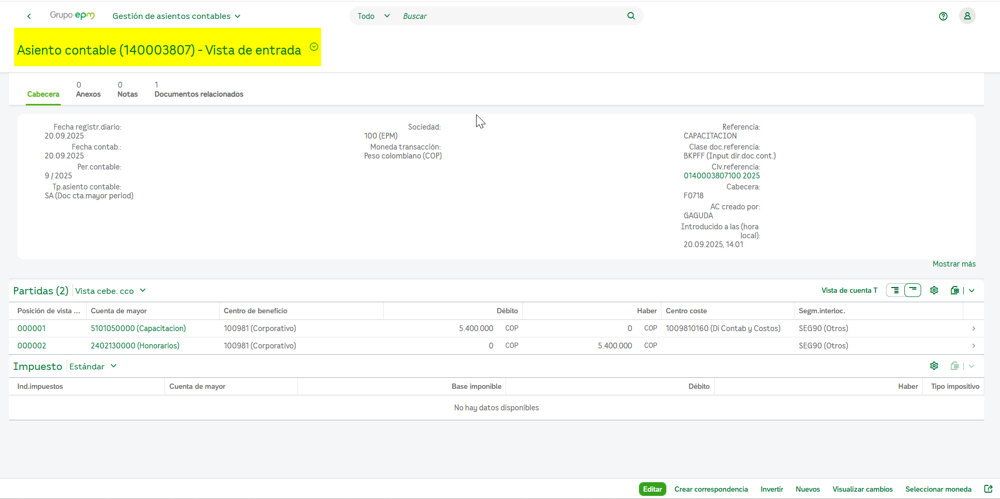 Grupo·epm Gestión de asientos contables Todo Buscar
Asiento contable (140003807) - Vista de entrada
0 0 1
Cabecera Anexos Notas Documentos relacionados
Fecha registr.diario: Sociedad: Referencia:
20.09.2025 100 (EPM) CAPACITACION
Fecha contab.: Moneda transacción: Clase doc.referencia:
20.09.2025 Peso colombiano (COP) BKPFF (Input dir.doc.cont.)
Per.contable: Clv.referencia:
9 / 2025 0140003807100 2025
Tp.asiento contable: Cabecera:
SA (Doc cta.mayor period) F0718
AC creado por:
GAGUDA
Introducido a las (hora
local):
20.09.2025, 14:01
Mostrar más
Partidas (2) Vista cebe. cco Vista de cuenta T
Posición de vista ... Cuenta de mayor Centro de beneficio Débito Haber Centro coste Segm.interloc.
000001 5101050000 (Capacitacion) 100981 (Corporativo) 5.400.000 COP 0 COP 1009810160 (Di Contab y Costos) SEG90 (Otros)
000002 2402130000 (Honorarios) 100981 (Corporativo) 0 COP 5.400.000 COP SEG90 (Otros)
Impuesto Estándar
Ind.impuestos Cuenta de mayor Base imponible Débito Haber Tipo impositivo
No hay datos disponibles
Editar Crear correspondencia Invertir Nuevos Visualizar cambios Seleccionar moneda